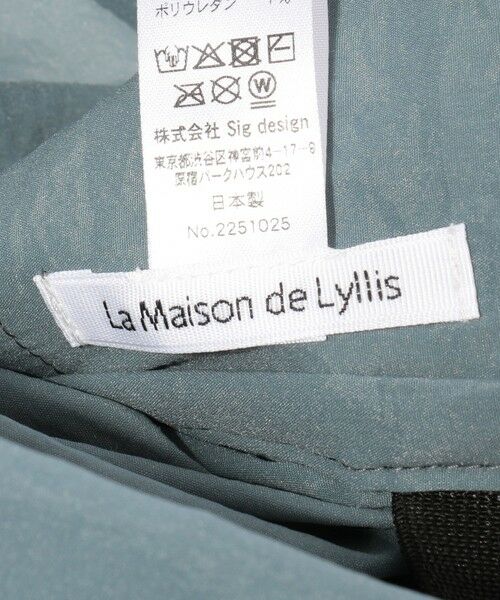 ポリウレタン
W
株式会社 Sig design
東京都渋谷区神宮前4-17-8
原宿パークハウス202
日本製
No.2251025
La Maison de Lyllis